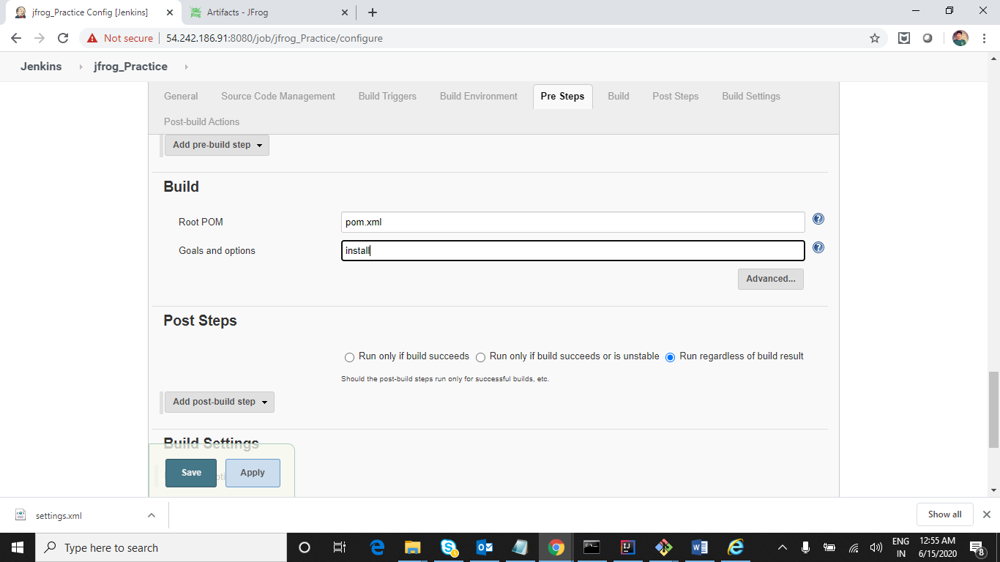 jfrog_Practice Config [Jenkins]
Artifacts - JFrog
Not secure
54.242.186.91:8080/job/jfrog_Practice/configure
Jenkins
jfrog_Practice
General Source Code Management Build Triggers Build Environment Pre Steps Build Post Steps Build Settings
Post-build Actions
Add pre-build step
Build
Root POM pom.xml
Goals and options install
Advanced...
Post Steps
Run only if build succeeds Run only if build succeeds or is unstable Run regardless of build result
Should the post-build steps run only for successful builds, etc.
Add post-build step
Build Settings
Save Apply
settings.xml
Show all
Type here to search
ENG 12:55 AM
IN 6/15/2020
8